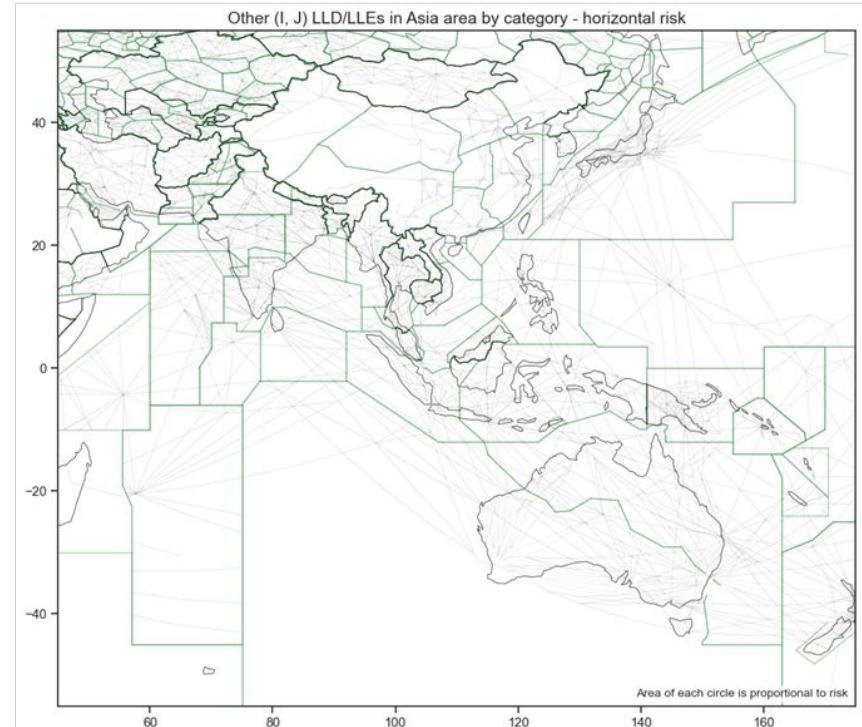 Other (I, J) LLD/LLEs in Asia area by category - horizontal risk
40
20
0
−20
−40
Area of each circle is proportional to risk
60 80 100 120 140 160